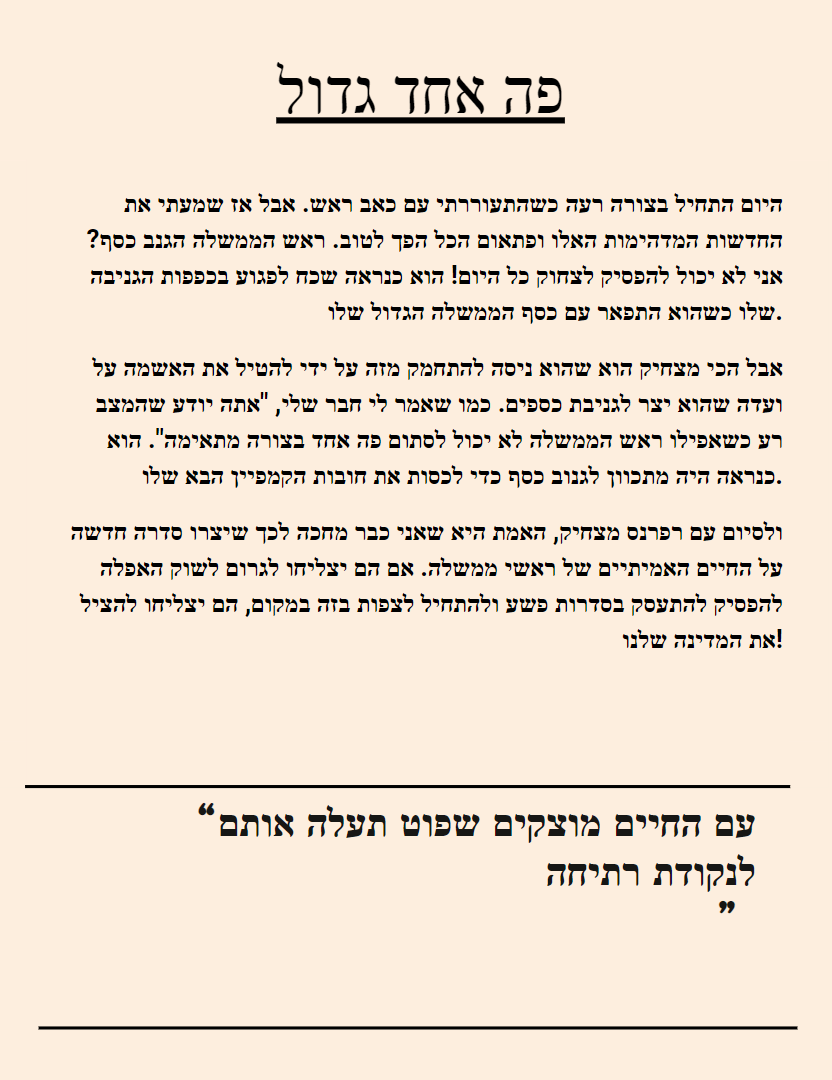 פה אחד גדול
היום התחיל בצורה רעה כשהתעוררתי עם כאב ראש. אבל אז שמעתי את
החדשות המדהימות האלו ופתאום הכל הפך לטוב. ראש הממשלה הגנב כסף?
אני לא יכול להפסיק לצחוק כל היום! הוא כנראה שכח לפגוע בכפפות הגניבה
.שלו כשהוא התפאר עם כסף הממשלה הגדול שלו
אבל הכי מצחיק הוא שהוא ניסה להתחמק מזה על ידי להטיל את האשמה על
ועדה שהוא יצר לגניבת כספים. כמו שאמר לי חבר שלי, "אתה יודע שהמצב
רע כשאפילו ראש הממשלה לא יכול לסתום פה אחד בצורה מתאימה". הוא
.כנראה היה מתכוון לגנוב כסף כדי לכסות את חובות הקמפיין הבא שלו
ולסיום עם רפרנס מצחיק, האמת היא שאני כבר מחכה לכך שיצרו סדרה חדשה
על החיים האמיתיים של ראשי ממשלה. אם הם יצליחו לגרום לשוק האפלה
להפסיק להתעסק בסדרות פשע ולהתחיל לצפות בזה במקום, הם יצליחו להציל
!את המדינה שלנו
עם החיים מוצקים שפוט תעלה אותם“
לנקודת רתיחה
”